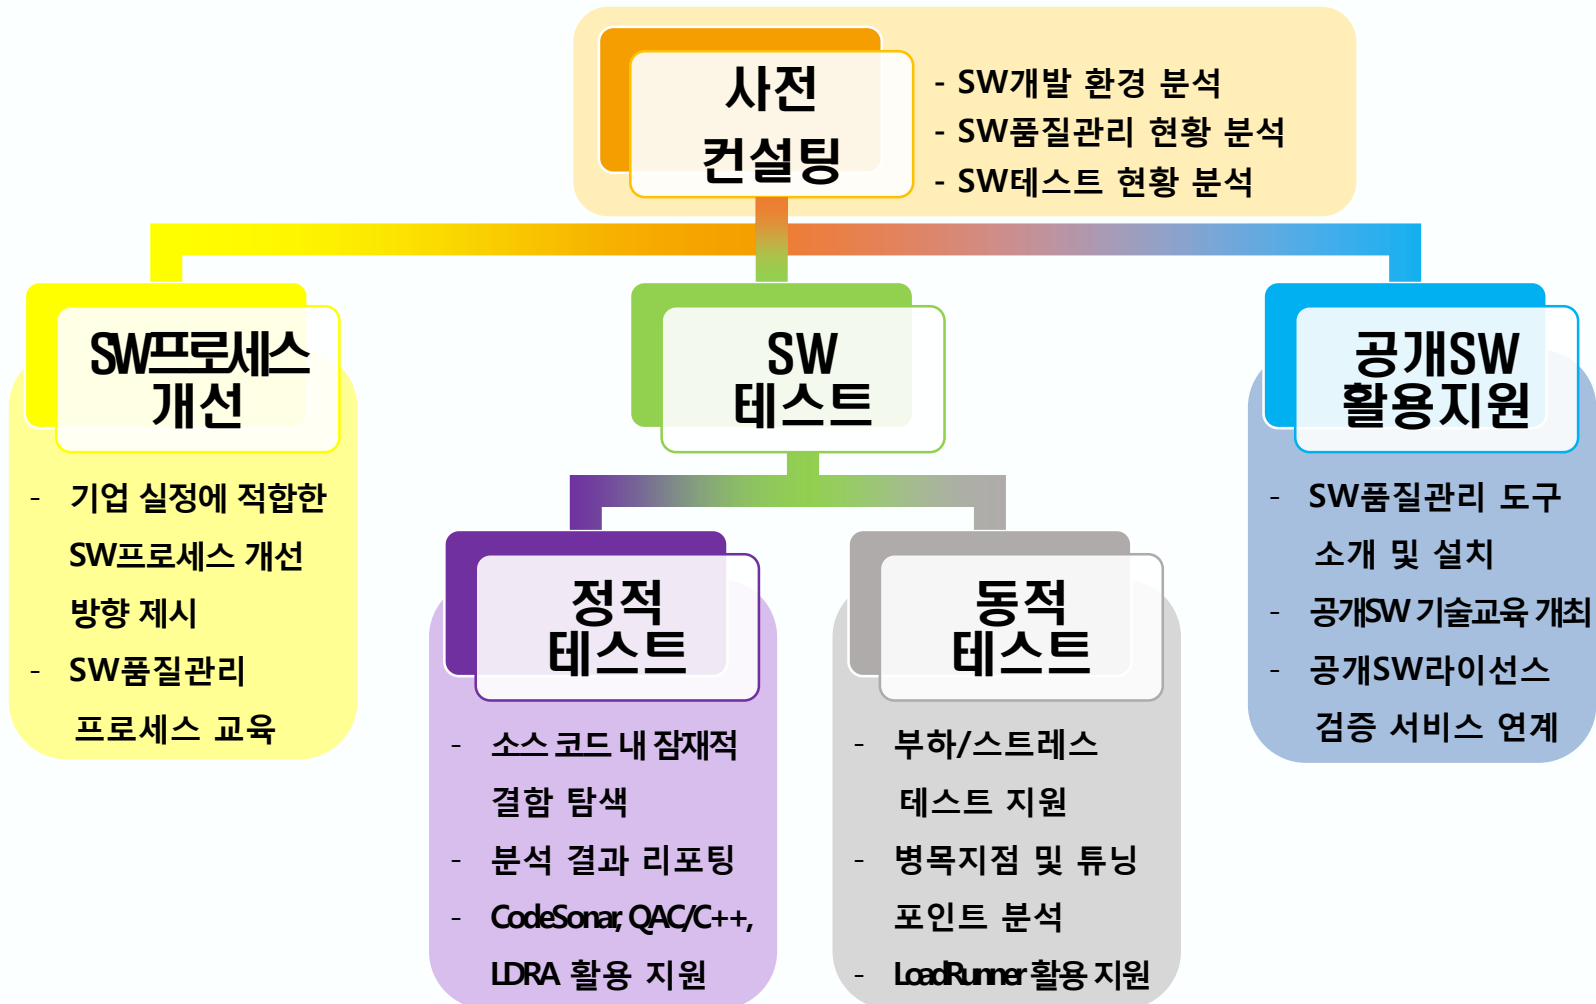 사전
컨설팅
- SW개발 환경 분석
- SW품질관리 현황 분석
- SW테스트 현황 분석
SW프로세스
개선
- 기업 실정에 적합한
SW프로세스 개선
방향 제시
- SW품질관리
프로세스 교육
SW
테스트
정적
테스트
- 소스 코드 내 잠재적
결함 탐색
- 분석 결과 리포팅
- CodeSonar, QAC/C++,
LDRA 활용 지원
동적
테스트
- 부하/스트레스
테스트 지원
- 병목지점 및 튜닝
포인트 분석
- LoadRunner 활용 지원
공개SW
활용지원
- SW품질관리 도구
소개 및 설치
- 공개SW 기술교육 개최
- 공개SW라이선스
검증 서비스 연계